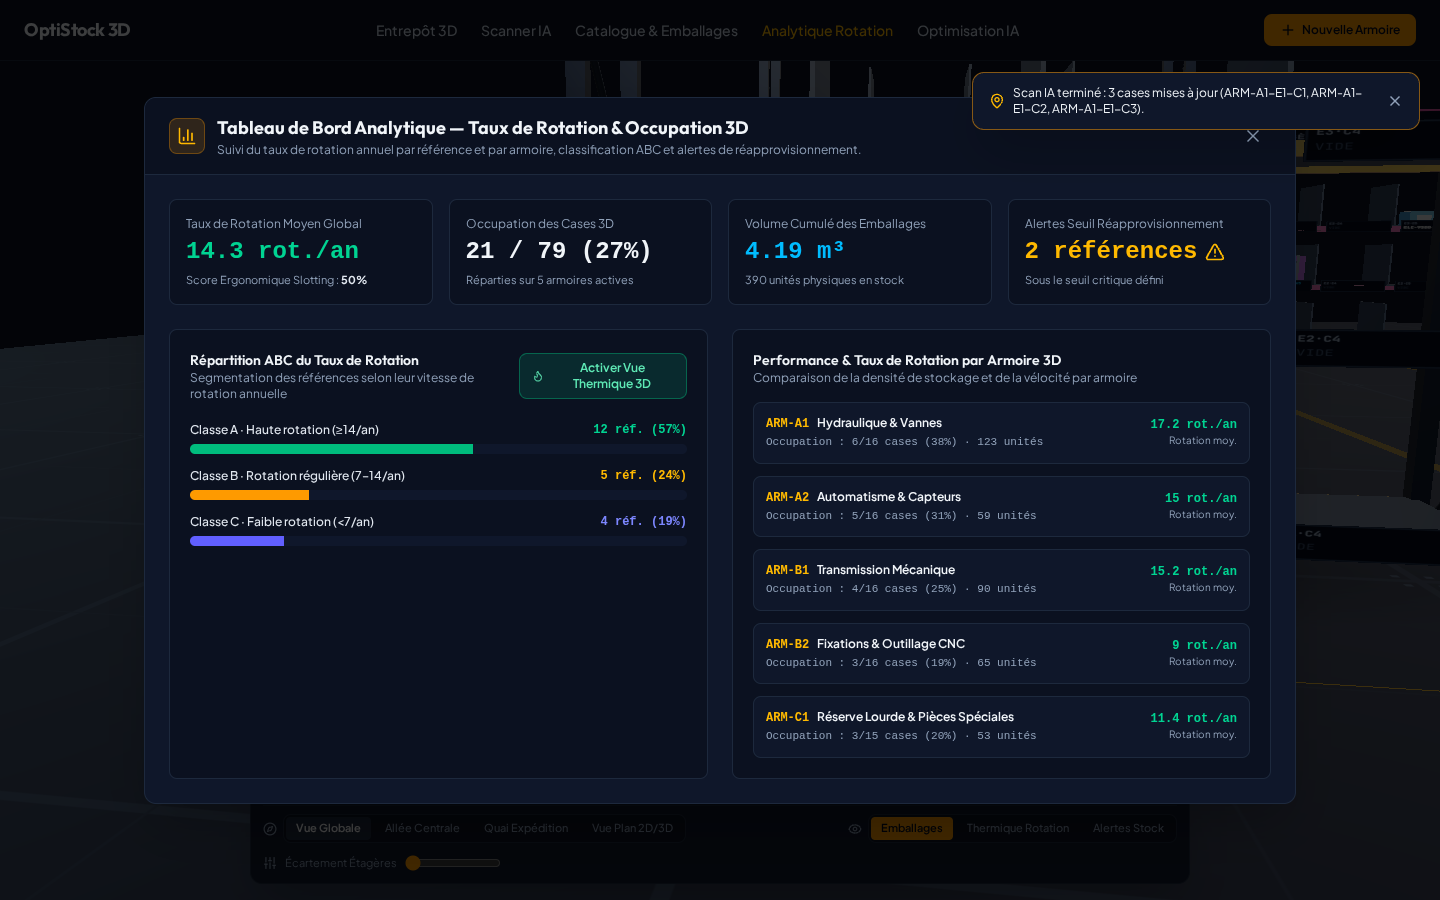 OptiStock 3D
Entrepôt 3D
Scanner IA
Catalogue & Emballages
Analytique Rotation
Optimisation IA
Nouvelle Armoire
Scan IA terminé : 3 cases mises à jour (ARM-A1-E1-C1, ARM-A1-
E1-C2, ARM-A1-E1-C3).
Tableau de Bord Analytique — Taux de Rotation & Occupation 3D
Suivi du taux de rotation annuel par référence et par armoire, classification ABC et alertes de réapprovisionnement.
E3-C4
VIDE
Taux de Rotation Moyen Global
14.3 rot./an
Score Ergonomique Slotting : 50%
Occupation des Cases 3D
21 / 79 (27%)
Réparties sur 5 armoires actives
Volume Cumulé des Emballages
4.19 m³
390 unités physiques en stock
Alertes Seuil Réapprovisionnement
2 références
Sous le seuil critique défini
Répartition ABC du Taux de Rotation
Segmentation des références selon leur vitesse de
rotation annuelle
Activer Vue
Thermique 3D
Classe A · Haute rotation (≥14/an)
12 réf. (57%)
Classe B · Rotation régulière (7–14/an)
5 réf. (24%)
Classe C · Faible rotation (<7/an)
4 réf. (19%)
Performance & Taux de Rotation par Armoire 3D
Comparaison de la densité de stockage et de la vélocité par armoire
ARM-A1 Hydraulique & Vannes
17.2 rot./an
Occupation : 6/16 cases (38%) · 123 unités
Rotation moy.
ARM-A2 Automatisme & Capteurs
15 rot./an
Occupation : 5/16 cases (31%) · 59 unités
Rotation moy.
ARM-B1 Transmission Mécanique
15.2 rot./an
Occupation : 4/16 cases (25%) · 90 unités
Rotation moy.
ARM-B2 Fixations & Outillage CNC
9 rot./an
Occupation : 3/16 cases (19%) · 65 unités
Rotation moy.
ARM-C1 Réserve Lourde & Pièces Spéciales
11.4 rot./an
Occupation : 3/15 cases (20%) · 53 unités
Rotation moy.
E2-C4
VIDE
Vue Globale
Allée Centrale
Quai Expédition
Vue Plan 2D/3D
Emballages
Thermique Rotation
Alertes Stock
Écartement Étagères